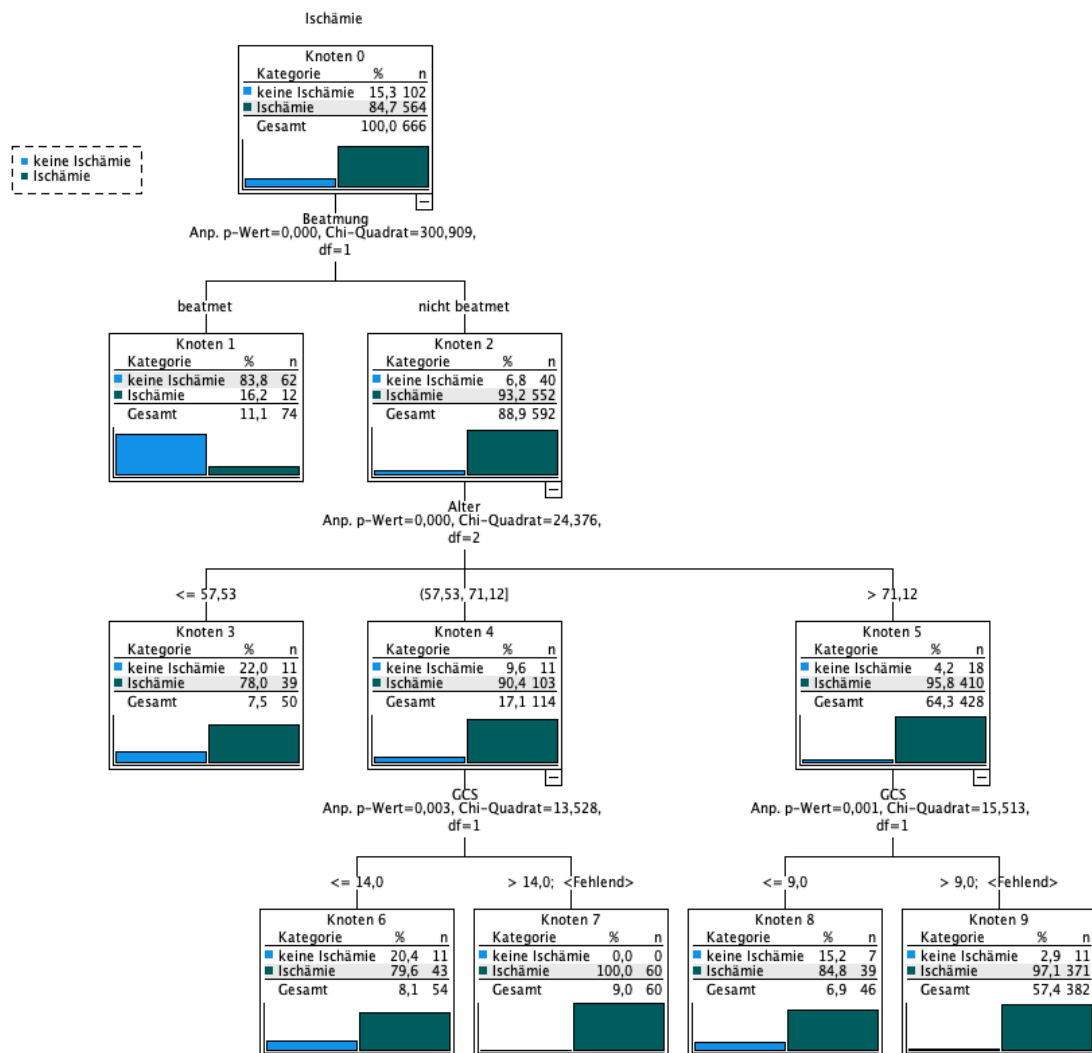 Ischämie
Knoten 0
Kategorie % n
keine Ischämie 15,3 102
Ischämie 84,7 564
Gesamt 100,0 666
keine Ischämie
Ischämie
Beatmung
Anp. p-Wert=0,000, Chi-Quadrat=300,909,
df=1
beatmet
nicht beatmet
Knoten 1
Kategorie % n
keine Ischämie 83,8 62
Ischämie 16,2 12
Gesamt 11,1 74
Knoten 2
Kategorie % n
keine Ischämie 6,8 40
Ischämie 93,2 552
Gesamt 88,9 592
Alter
Anp. p-Wert=0,000, Chi-Quadrat=24,376,
df=2
<= 57,53
(57,53, 71,12]
> 71,12
Knoten 3
Kategorie % n
keine Ischämie 22,0 11
Ischämie 78,0 39
Gesamt 7,5 50
Knoten 4
Kategorie % n
keine Ischämie 9,6 11
Ischämie 90,4 103
Gesamt 17,1 114
Knoten 5
Kategorie % n
keine Ischämie 4,2 18
Ischämie 95,8 410
Gesamt 64,3 428
GCS
Anp. p-Wert=0,003, Chi-Quadrat=13,528,
df=1
GCS
Anp. p-Wert=0,001, Chi-Quadrat=15,513,
df=1
<= 14,0
> 14,0; <Fehlend>
<= 9,0
> 9,0; <Fehlend>
Knoten 6
Kategorie % n
keine Ischämie 20,4 11
Ischämie 79,6 43
Gesamt 8,1 54
Knoten 7
Kategorie % n
keine Ischämie 0,0 0
Ischämie 100,0 60
Gesamt 9,0 60
Knoten 8
Kategorie % n
keine Ischämie 15,2 7
Ischämie 84,8 39
Gesamt 6,9 46
Knoten 9
Kategorie % n
keine Ischämie 2,9 11
Ischämie 97,1 371
Gesamt 57,4 382